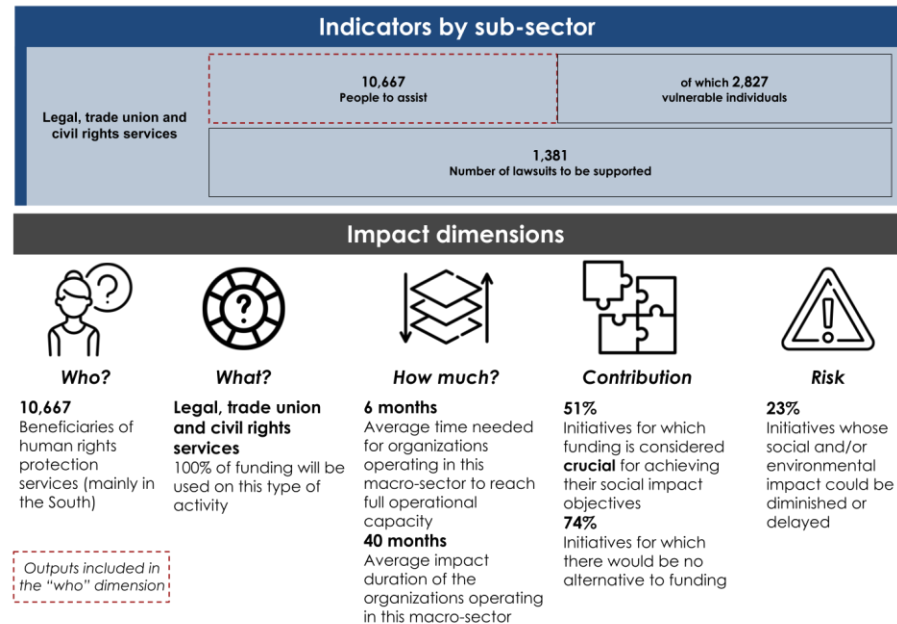 Indicators by sub-sector
Legal, trade union and
civil rights services
10,667
People to assist
of which 2,827
vulnerable individuals
1,381
Number of lawsuits to be supported
Impact dimensions
?
Who?
10,667
Beneficiaries of
human rights
protection
services (mainly in
the South)
Outputs included in
the “who” dimension
?
What?
Legal, trade union
and civil rights
services
100% of funding will be
used on this type of
activity
How much?
6 months
Average time needed
for organizations
operating in this
macro-sector to reach
full operational
capacity
40 months
Average impact
duration of the
organizations operating
in this macro-sector
Contribution
51%
Initiatives for which
funding is considered
crucial for achieving
their social impact
objectives
74%
Initiatives for which
there would be no
alternative to funding
!
Risk
23%
Initiatives whose
social and/or
environmental
impact could be
diminished or
delayed